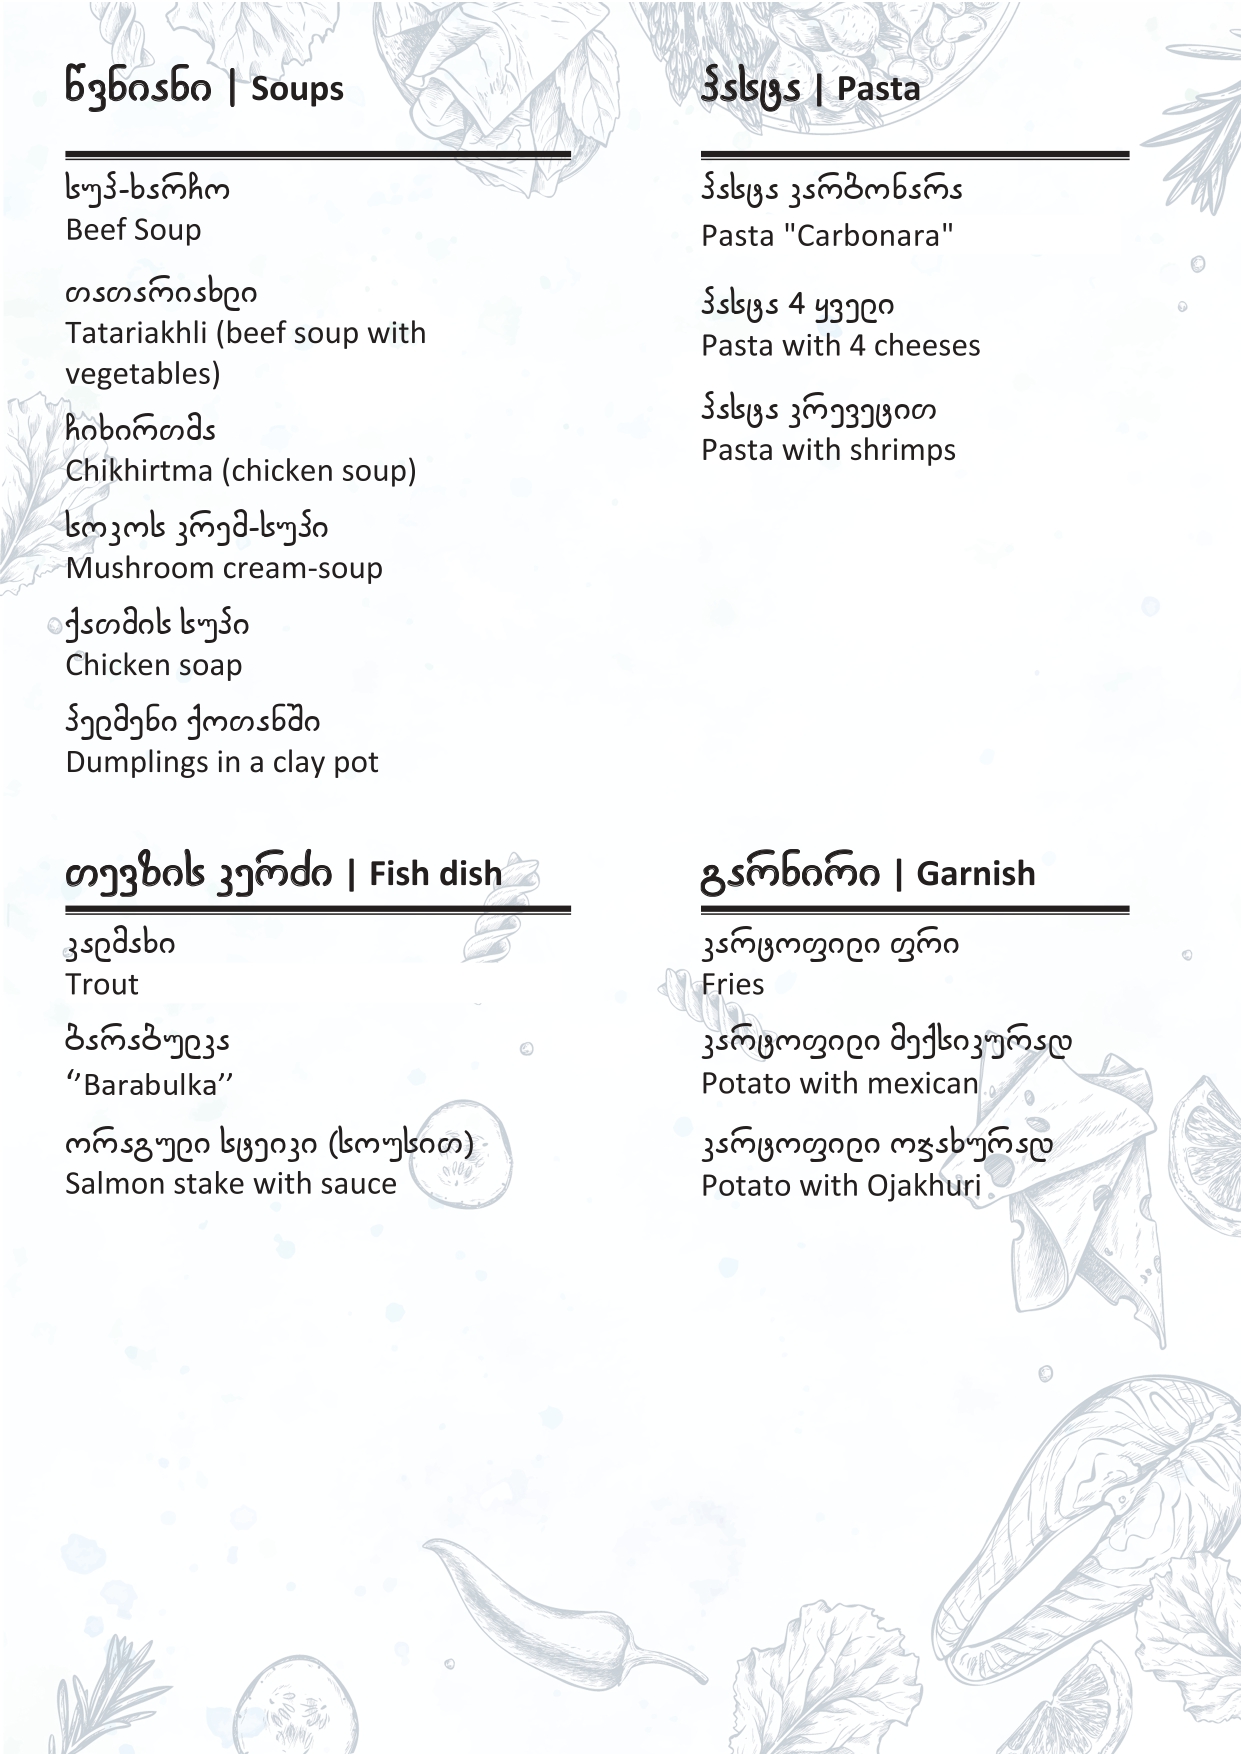 წვნიანი | Soups
სუპ-ხარჩო
Beef Soup
თათარიახლი
Tatariakhli (beef soup with
vegetables)
ჩიხირთმა
Chikhirtma (chicken soup)
სოკოს კრემ-სუპი
Mushroom cream-soup
ქათმის სუპი
Chicken soap
პელმენი ქოთანში
Dumplings in a clay pot
პასტა | Pasta
პასტა კარბონარა
Pasta "Carbonara"
პასტა 4 ყველი
Pasta with 4 cheeses
პასტა კრევეტით
Pasta with shrimps
თევზის კერძი | Fish dish
კალმახი
Trout
ბარაბულკა
‘’Barabulka’’
ორაგული სტეიკი (სოუსით)
Salmon stake with sauce
გარნირი | Garnish
კარტოფილი ფრი
Fries
კარტოფილი მექსიკურად
Potato with mexican
კარტოფილი ოჯახურად
Potato with Ojakhuri